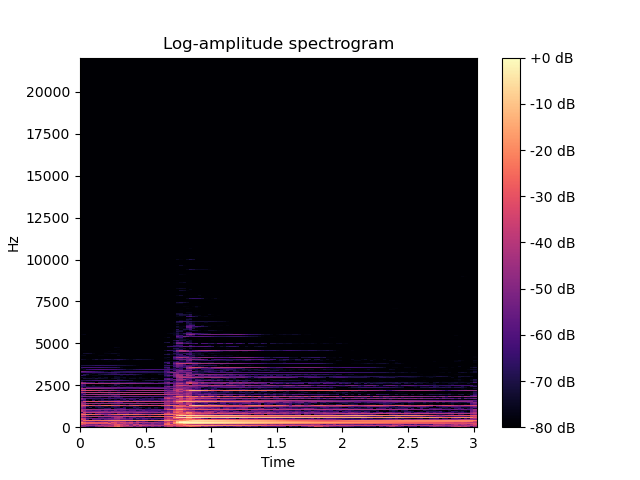 Log-amplitude spectrogram
Hz
20000
17500
15000
12500
10000
7500
5000
2500
0
0 0.5 1 1.5 2 2.5 3
Time
+0 dB
-10 dB
-20 dB
-30 dB
-40 dB
-50 dB
-60 dB
-70 dB
-80 dB